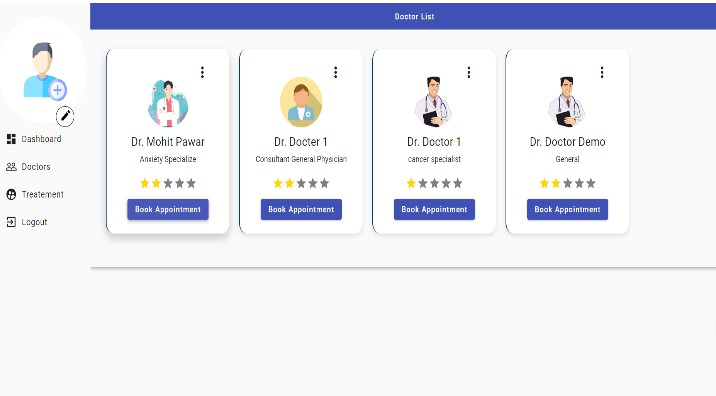 Doctor List
Dashboard
Doctors
Treatement
Logout
Dr. Mohit Pawar
Anxiety Specialize
Book Appointment
Dr. Docter 1
Consultant General Physician
Book Appointment
Dr. Doctor 1
cancer specialist
Book Appointment
Dr. Doctor Demo
General
Book Appointment